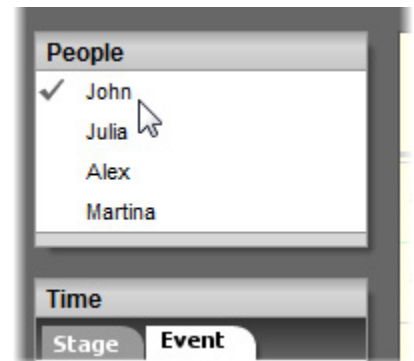 People
John
Julia
Alex
Martina
Time
Stage Event